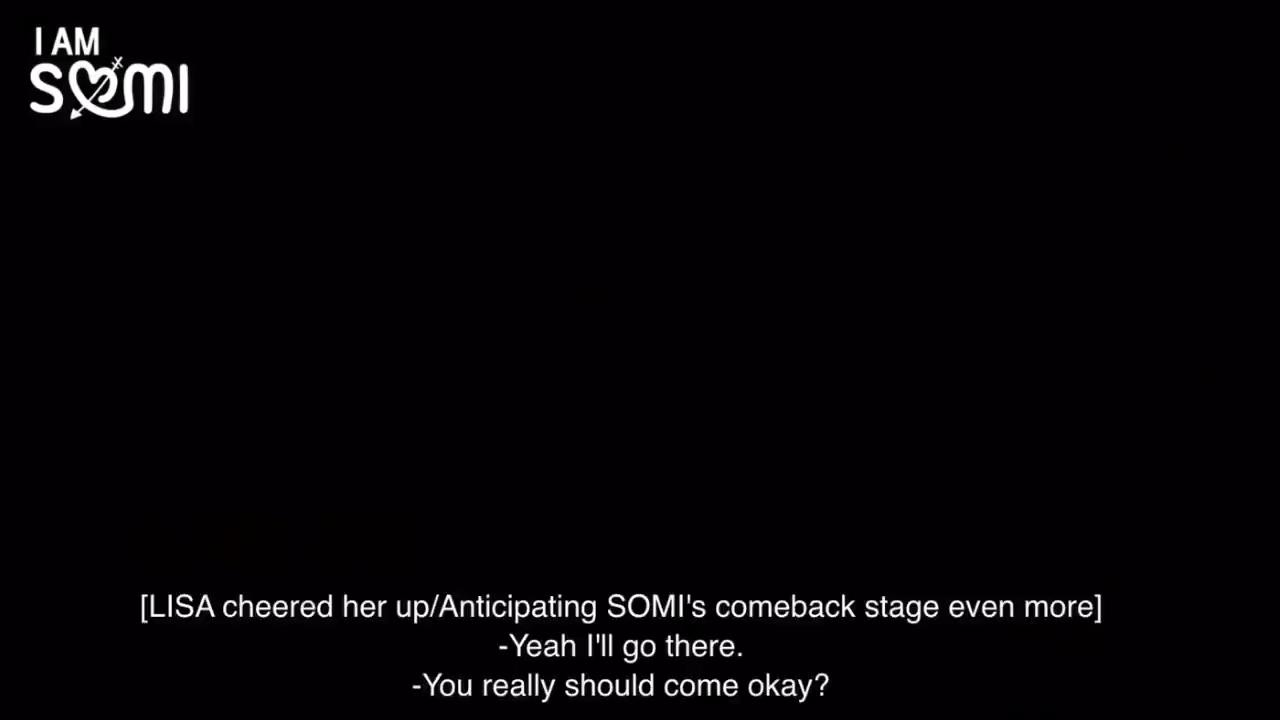 I AM
SOMI
[LISA cheered her up/Anticipating SOMI's comeback stage even more]
-Yeah I'll go there.
-You really should come okay?